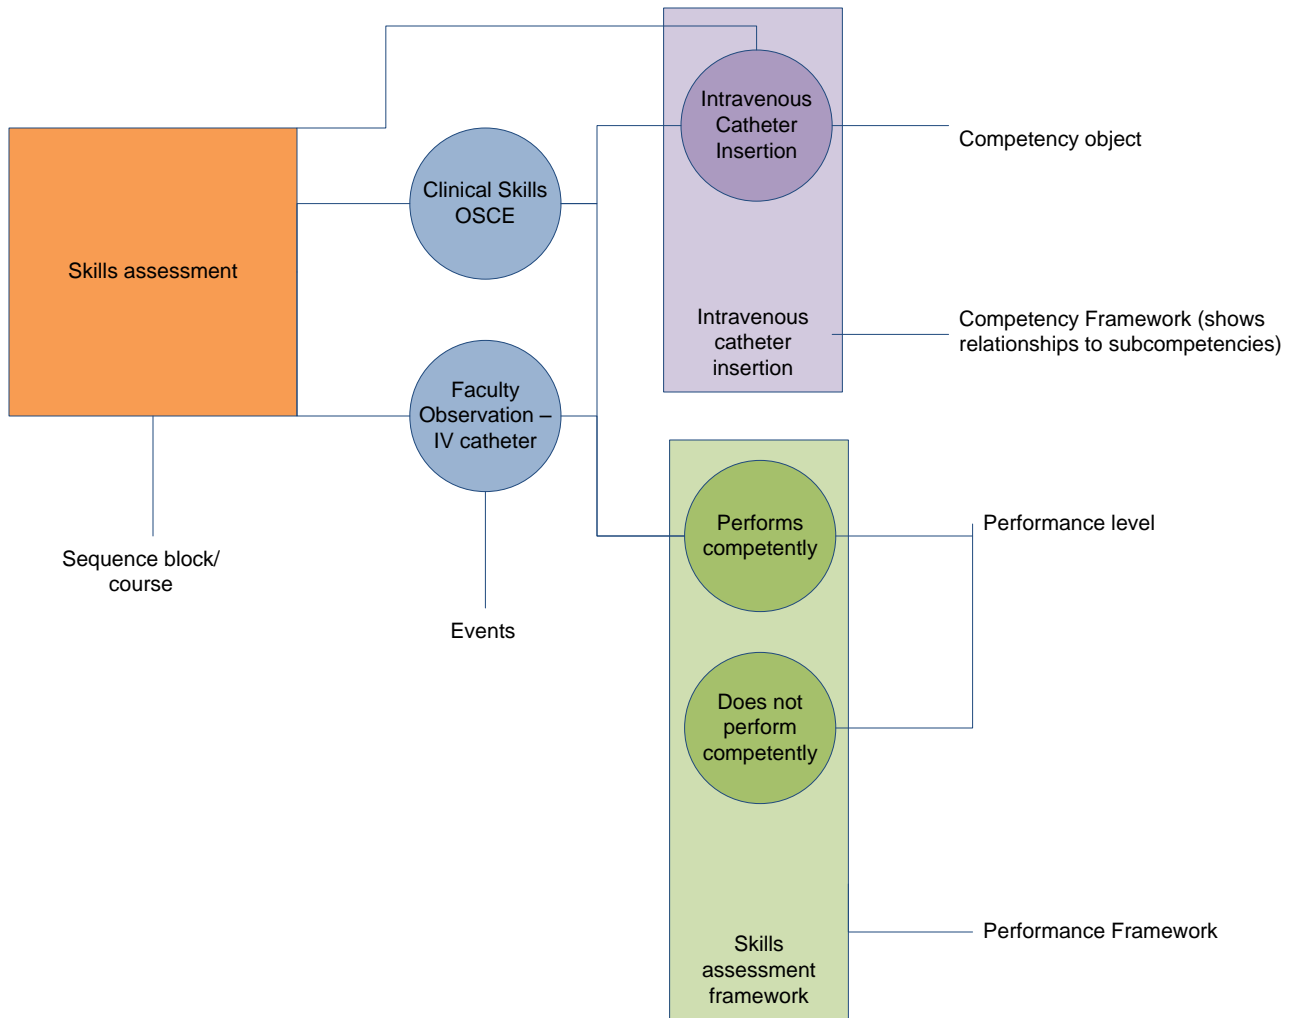 Intravenous
Catheter
Insertion
Competency object
Clinical Skills
OSCE
Skills assessment
Intravenous
catheter
insertion
Competency Framework (shows
relationships to subcompetencies)
Faculty
Observation –
IV catheter
Performs
competently
Performance level
Sequence block/
course
Events
Does not
perform
competently
Skills
assessment
framework
Performance Framework